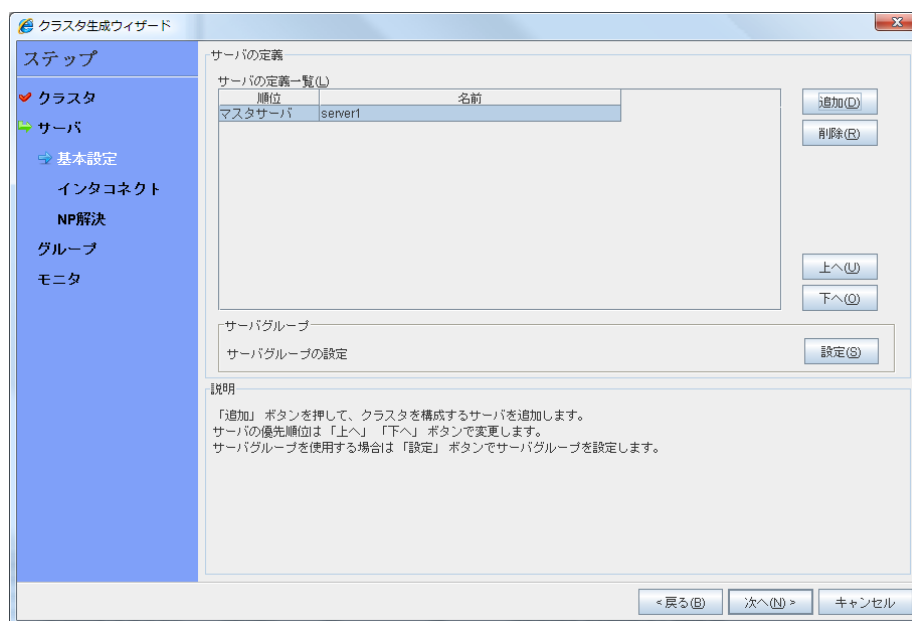 クラスタ生成ウィザード
ステップ
クラスタ
サーバ
基本設定
インタコネクト
NP解決
グループ
モニタ
サーバの定義
サーバの定義一覧(L)
順位 名前
マスタサーバ server1
追加(D)
削除(R)
上へ(U)
下へ(O)
サーバグループ
サーバグループの設定
設定(S)
説明
「追加」 ボタンを押して、クラスタを構成するサーバを追加します。
サーバの優先順位は「上へ」 「下へ」 ボタンで変更します。
サーバグループを使用する場合は 「設定」 ボタンでサーバグループを設定します。
<戻る(B) 次へ(N) > キャンセル